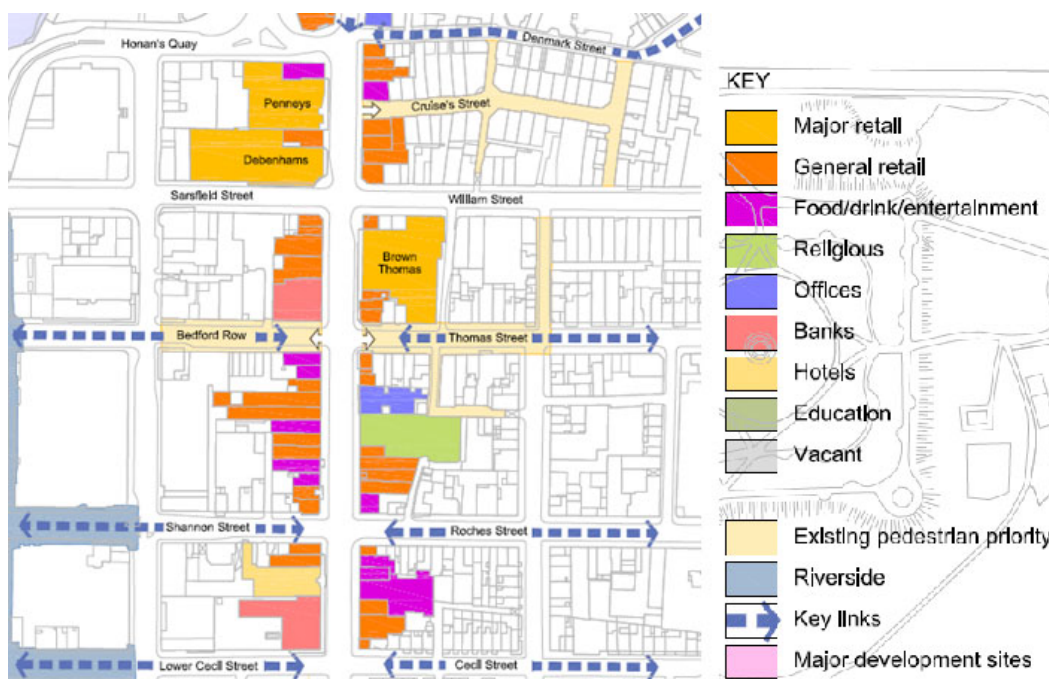 Honan's Quay
Denmark Street
Penneys
Cruise's Street
Debenhams
Sarsfield Street
William Street
Brown
Thomas
Bedford Row
Thomas Street
Shannon Street
Roches Street
Lower Cecil Street
Cecil Street
KEY
Major retail
General retail
Food/drink/entertainment
Religious
Offices
Banks
Hotels
Education
Vacant
Existing pedestrian priority
Riverside
Key links
Major development sites